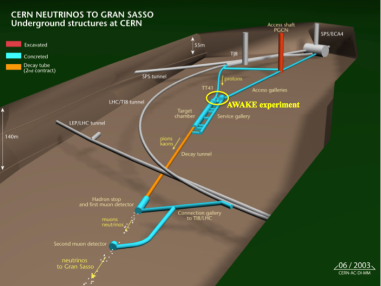 CERN NEUTRINOS TO GRAN SASSO
Underground structures at CERN
Excavated
Concreted
Decay tube
(2nd contract)
Access shaft
PGCN
SPS/ECA4
55m
TI8
SPS tunnel
protons
TT41
Access galleries
LHC/TI8 tunnel
AWAKE experiment
Target
chamber
Service gallery
LEP/LHC tunnel
140m
pions
kaons
Decay tunnel
Hadron stop
and first muon detector
muons
neutrinos
Connection gallery
to TI8/LHC
Second muon detector
neutrinos
to Gran Sasso
06 / 2003
CERN AC-DI-MM